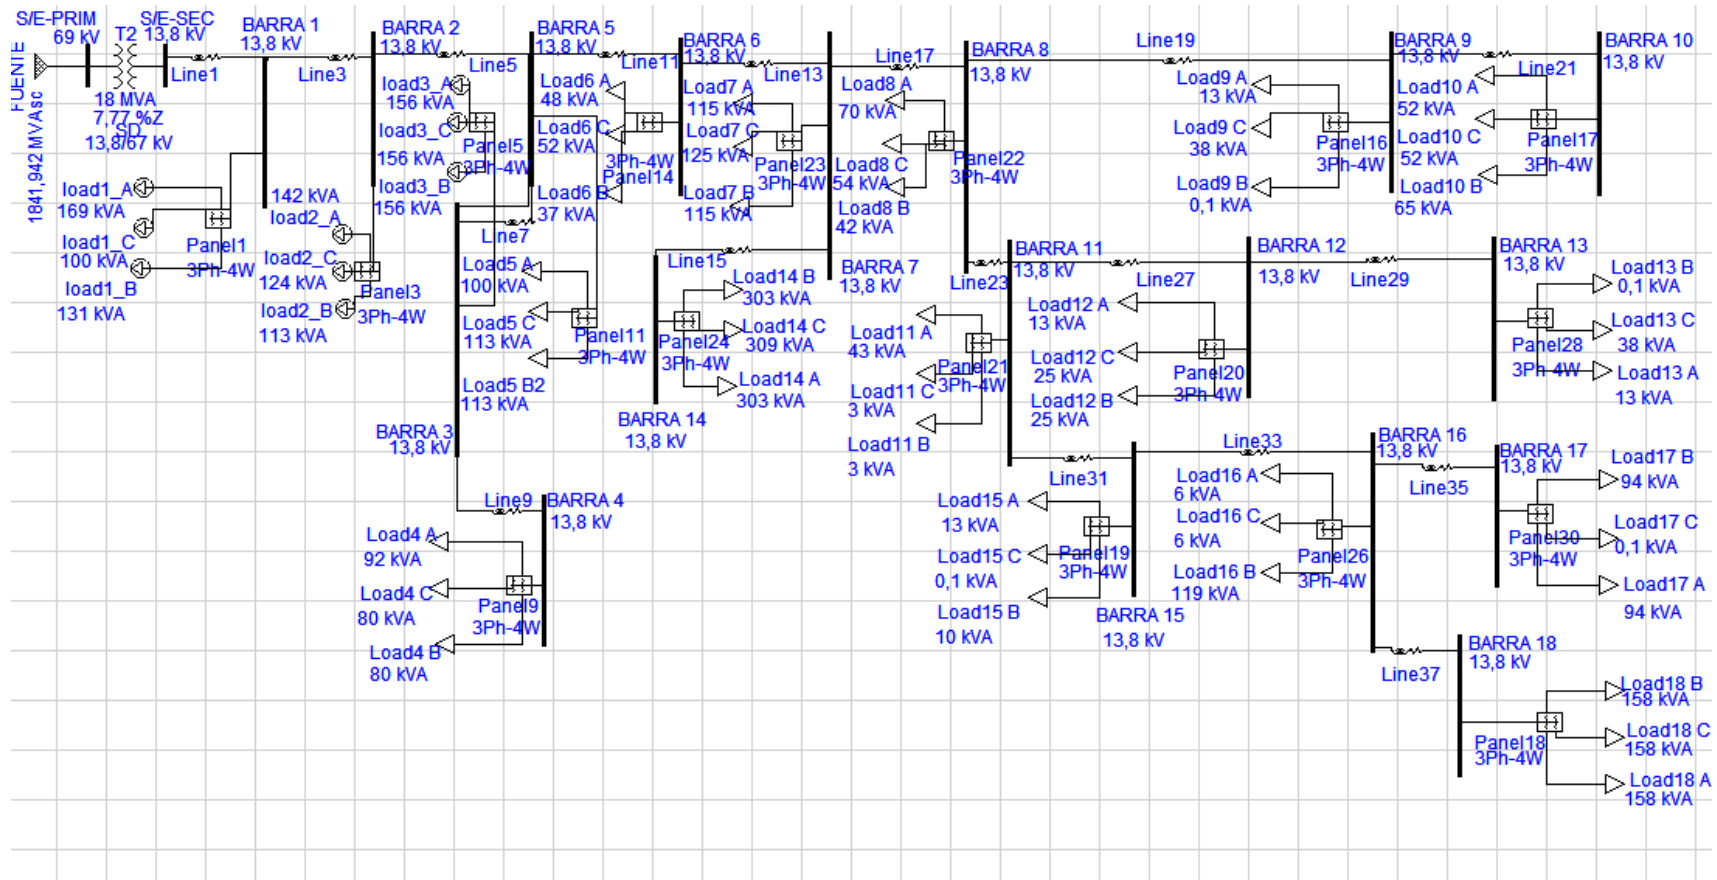 S/E-PRIM
69 kV
T2
S/E-SEC
13,8 kV
FUENTE
1841,942 MVAsc
18 MVA
7,77 %Z
SD
13,8/67 kV
Line1
BARRA 1
13,8 kV
Line3
BARRA 2
13,8 kV
Line5
BARRA 5
13,8 kV
Line11
BARRA 6
13,8 kV
Line13
Line17
BARRA 8
13,8 kV
Line19
BARRA 9
13,8 kV
Line21
BARRA 10
13,8 kV
load1_A
169 kVA
load1_C
100 kVA
load1_B
131 kVA
Panel1
3Ph-4W
142 kVA
load2_A
load2_C
124 kVA
load2_B
113 kVA
Panel3
3Ph-4W
load3_A
156 kVA
load3_C
156 kVA
load3_B
156 kVA
Panel5
3Ph-4W
Line7
Load6 A
48 kVA
Load6 C
52 kVA
Load6 B
37 kVA
3Ph-4W
Panel14
Load7 A
115 kVA
Load7 C
125 kVA
Load7 B
115 kVA
Panel23
3Ph-4W
Load8 A
70 kVA
Load8 C
54 kVA
Load8 B
42 kVA
Panel22
3Ph-4W
Load9 A
13 kVA
Load9 C
38 kVA
Load9 B
0,1 kVA
Panel16
3Ph-4W
Load10 A
52 kVA
Load10 C
52 kVA
Load10 B
65 kVA
Panel17
3Ph-4W
Load5 A
100 kVA
Load5 C
113 kVA
Load5 B2
113 kVA
Panel11
3Ph-4W
BARRA 3
13,8 kV
Line15
Load14 B
303 kVA
Load14 C
309 kVA
Load14 A
303 kVA
Panel24
3Ph-4W
BARRA 14
13,8 kV
BARRA 7
13,8 kV
Line23
BARRA 11
13,8 kV
Line27
BARRA 12
13,8 kV
Line29
BARRA 13
13,8 kV
Load11 A
43 kVA
Load11 C
3 kVA
Load11 B
3 kVA
Panel21
3Ph-4W
Load12 A
13 kVA
Load12 C
25 kVA
Load12 B
25 kVA
Panel20
3Ph-4W
Load13 B
0,1 kVA
Load13 C
38 kVA
Load13 A
13 kVA
Panel28
3Ph-4W
Line9
BARRA 4
13,8 kV
Load4 A
92 kVA
Load4 C
80 kVA
Load4 B
80 kVA
Panel9
3Ph-4W
Line31
Line33
BARRA 16
13,8 kV
Line35
BARRA 17
13,8 kV
Load15 A
13 kVA
Load15 C
0,1 kVA
Load15 B
10 kVA
Panel19
3Ph-4W
BARRA 15
13,8 kV
Load16 A
6 kVA
Load16 C
6 kVA
Load16 B
119 kVA
Panel26
3Ph-4W
Load17 B
94 kVA
Load17 C
0,1 kVA
Load17 A
94 kVA
Panel30
3Ph-4W
Line37
BARRA 18
13,8 kV
Load18 B
158 kVA
Load18 C
158 kVA
Load18 A
158 kVA
Panel18
3Ph-4W